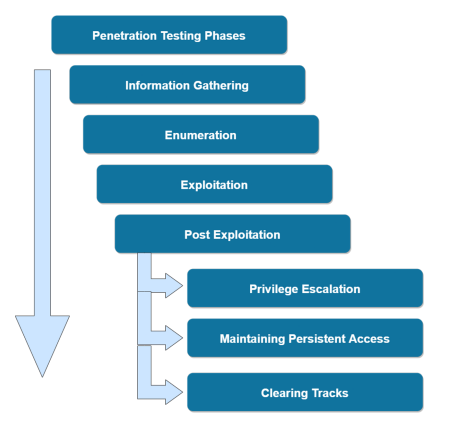 Penetration Testing Phases
Information Gathering
Enumeration
Exploitation
Post Exploitation
Privilege Escalation
Maintaining Persistent Access
Clearing Tracks